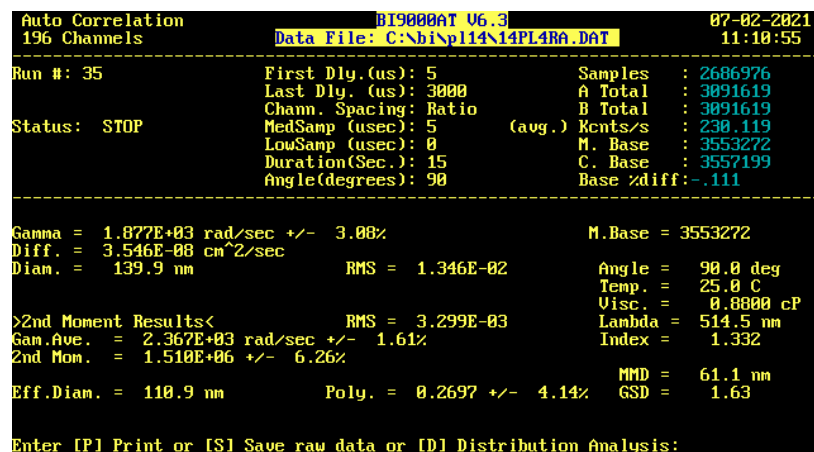 Auto Correlation BI9000AT V6.3 07-02-2021
196 Channels Data File: C:\bi\pl14\14PL4RA.DAT 11:10:55
Run #: 35 First Dly.(us): 5 Samples : 2686976
Last Dly. (us): 3000 A Total : 3091619
Chann. Spacing: Ratio B Total : 3091619
Status: STOP MedSamp (usec): 5 (avg.) Kcnts/s : 230.119
LowSamp (usec): 0 M. Base : 3553272
Duration(Sec.): 15 C. Base : 3557199
Angle(degrees): 90 Base %diff:-.111
Gamma = 1.877E+03 rad/sec +/- 3.08% M.Base = 3553272
Diff. = 3.546E-08 cm^2/sec
Diam. = 139.9 nm RMS = 1.346E-02 Angle = 90.0 deg
Temp. = 25.0 C
Visc. = 0.8800 cP
>2nd Moment Results< RMS = 3.299E-03 Lambda = 514.5 nm
Gam.Ave. = 2.367E+03 rad/sec +/- 1.61% Index = 1.332
2nd Mom. = 1.510E+06 +/- 6.26%
MMD = 61.1 nm
Eff.Diam. = 110.9 nm Poly. = 0.2697 +/- 4.14% GSD = 1.63
Enter [P] Print or [S] Save raw data or [D] Distribution Analysis: